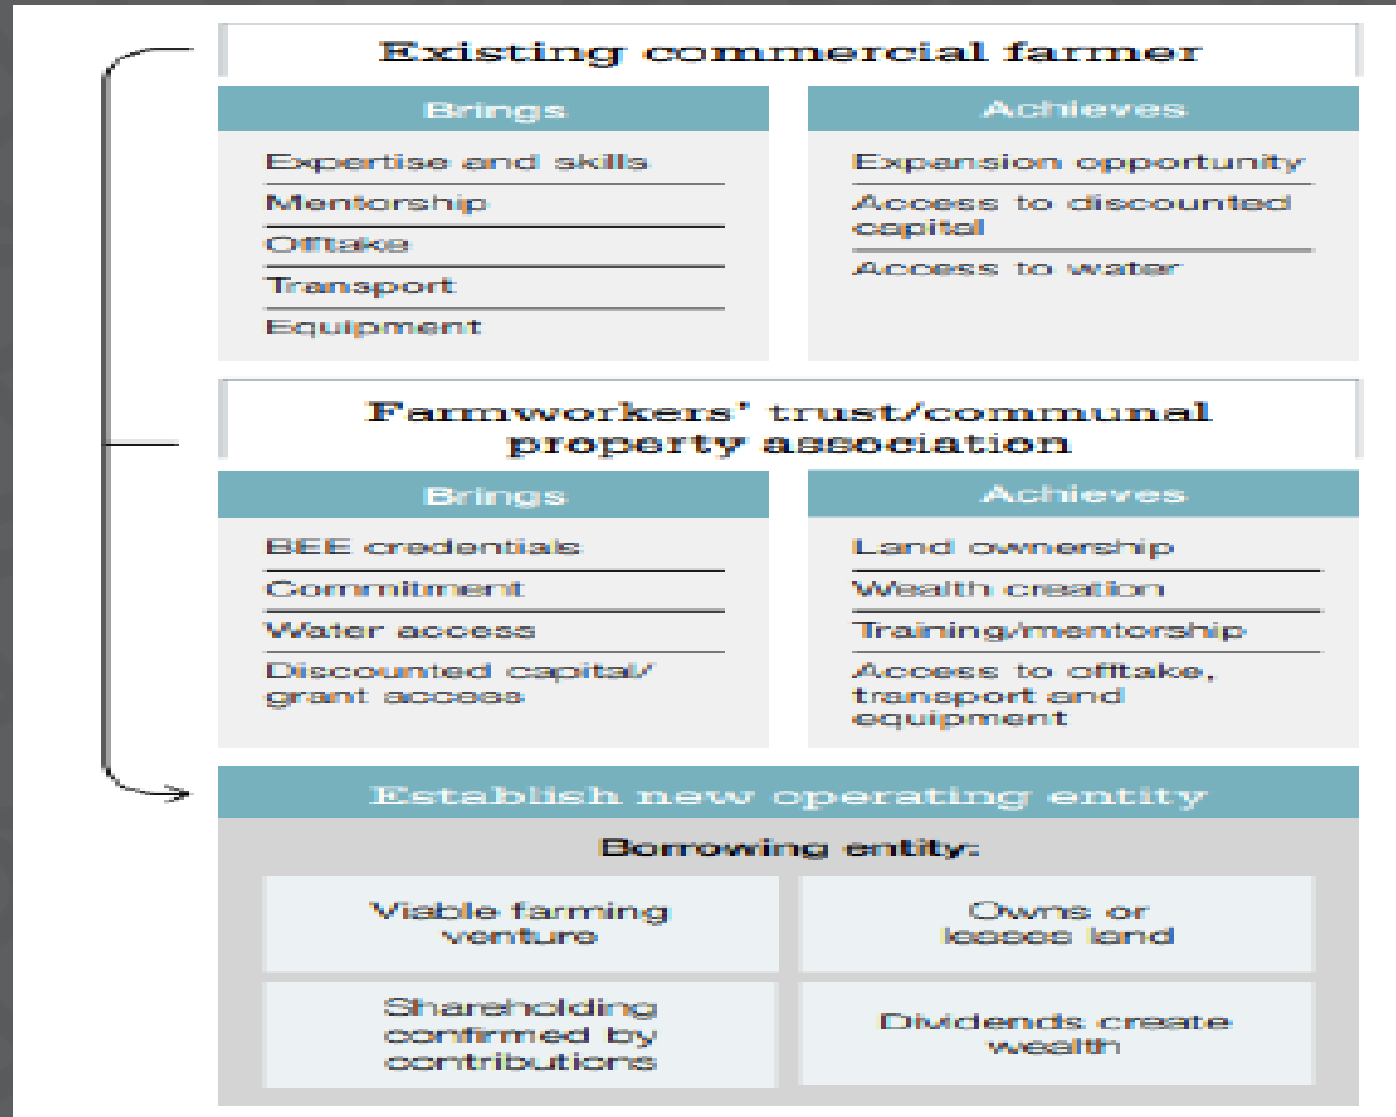 Existing commercial farmer
Brings
Expertise and skills
Mentorship
Offtake
Transport
Equipment
Achieves
Expansion opportunity
Access to discounted
capital
Access to water
Farmworkers' trust/communal
property association
Brings
BEE credentials
Commitment
Water access
Discounted capital/
grant access
Achieves
Land ownership
Wealth creation
Training/mentorship
Access to offtake,
transport and
equipment
Establish new operating entity
Borrowing entity:
Viable farming
venture
Owns or
leases land
Shareholding
confirmed by
contributions
Dividends create
wealth